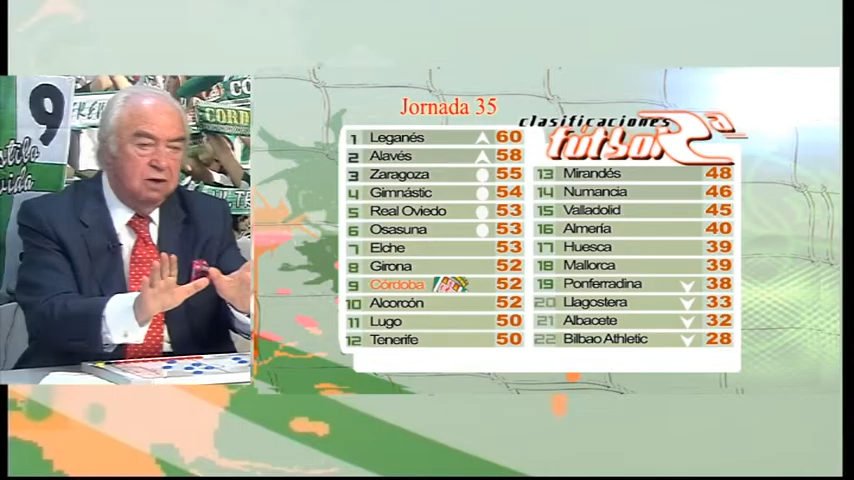 9
CORD
Jornada 35
clasificaciones
fútbol 2ª
1 Leganés 60
2 Alavés 58
3 Zaragoza 55
4 Gimnástic 54
5 Real Oviedo 53
6 Osasuna 53
7 Elche 53
8 Girona 52
9 Córdoba 52
10 Alcorcón 52
11 Lugo 50
12 Tenerife 50
13 Mirandés 48
14 Numancia 46
15 Valladolid 45
16 Almería 40
17 Huesca 39
18 Mallorca 39
19 Ponferradina 38
20 Llagostera 33
21 Albacete 32
22 Bilbao Athletic 28